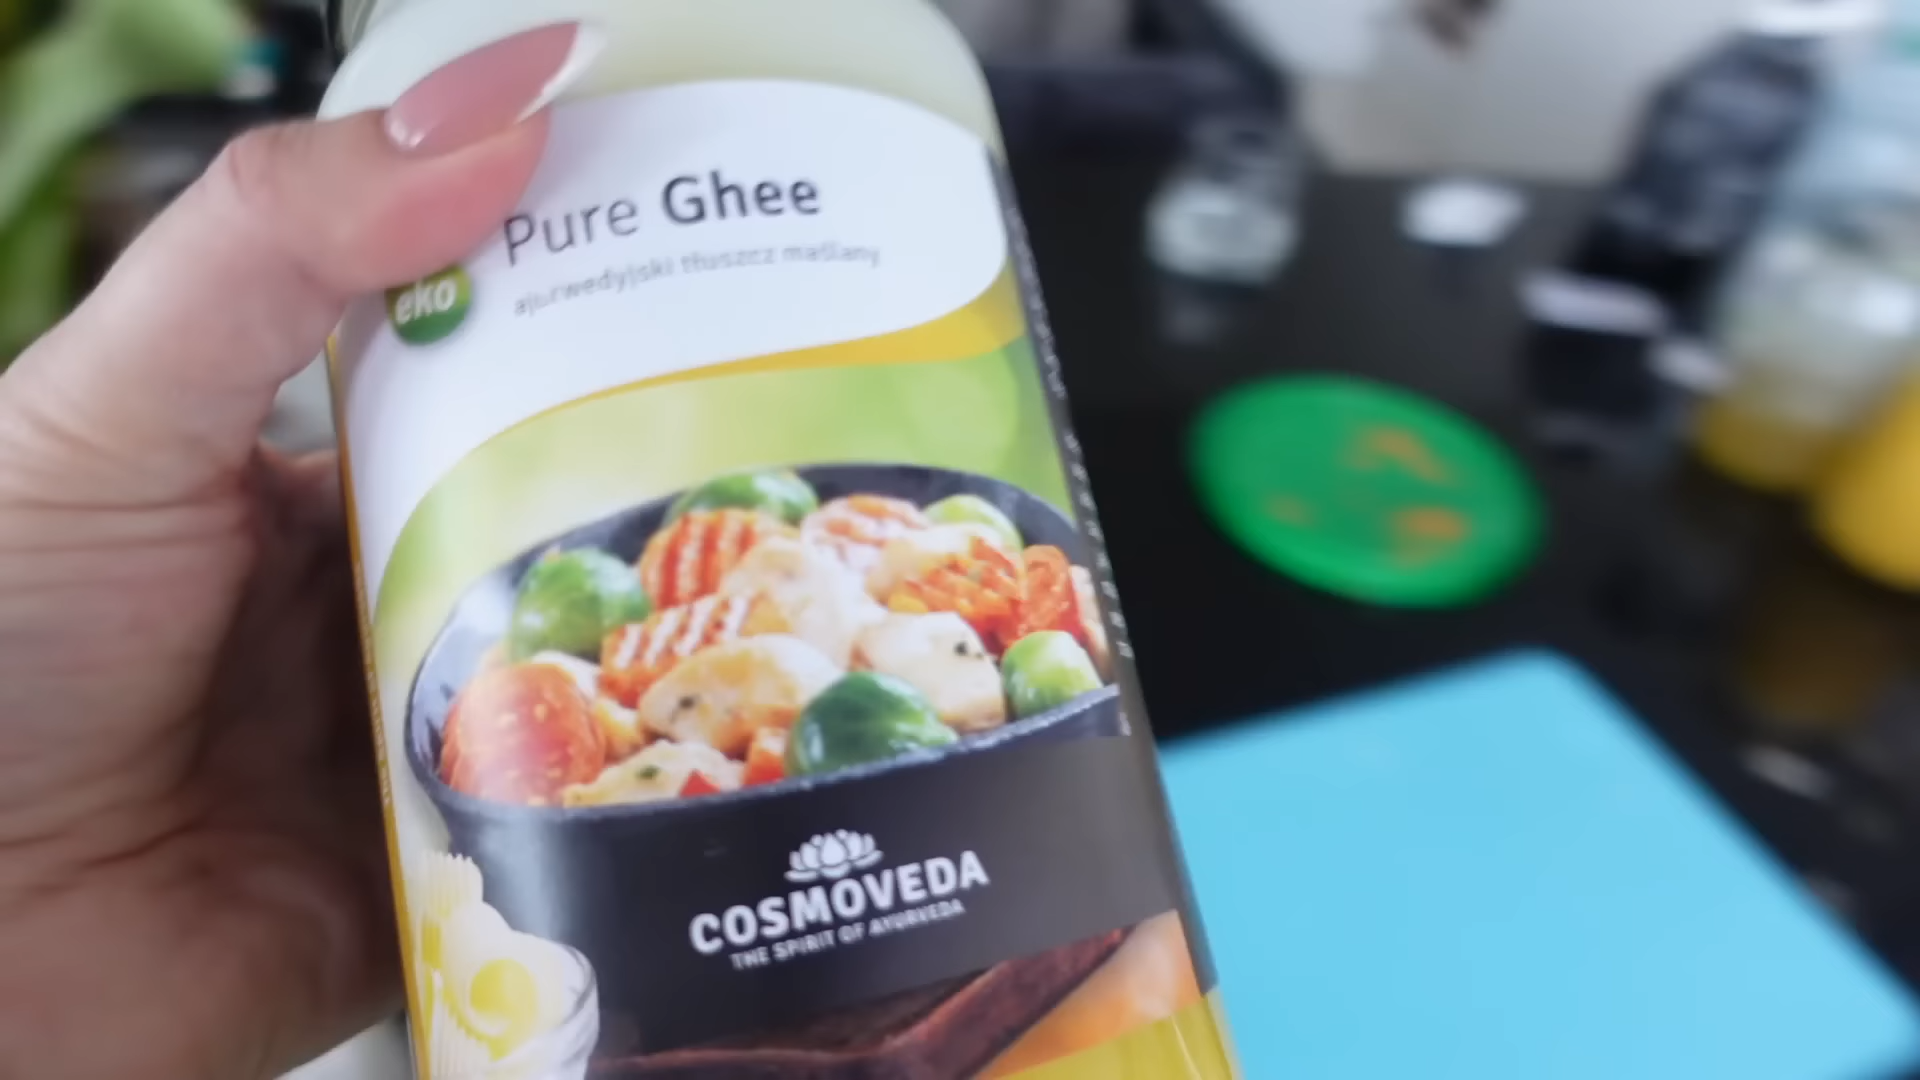 Pure Ghee
ajurwedyjski tłuszcz maślany
eko
COSMOVEDA
THE SPIRIT OF AYURVEDA